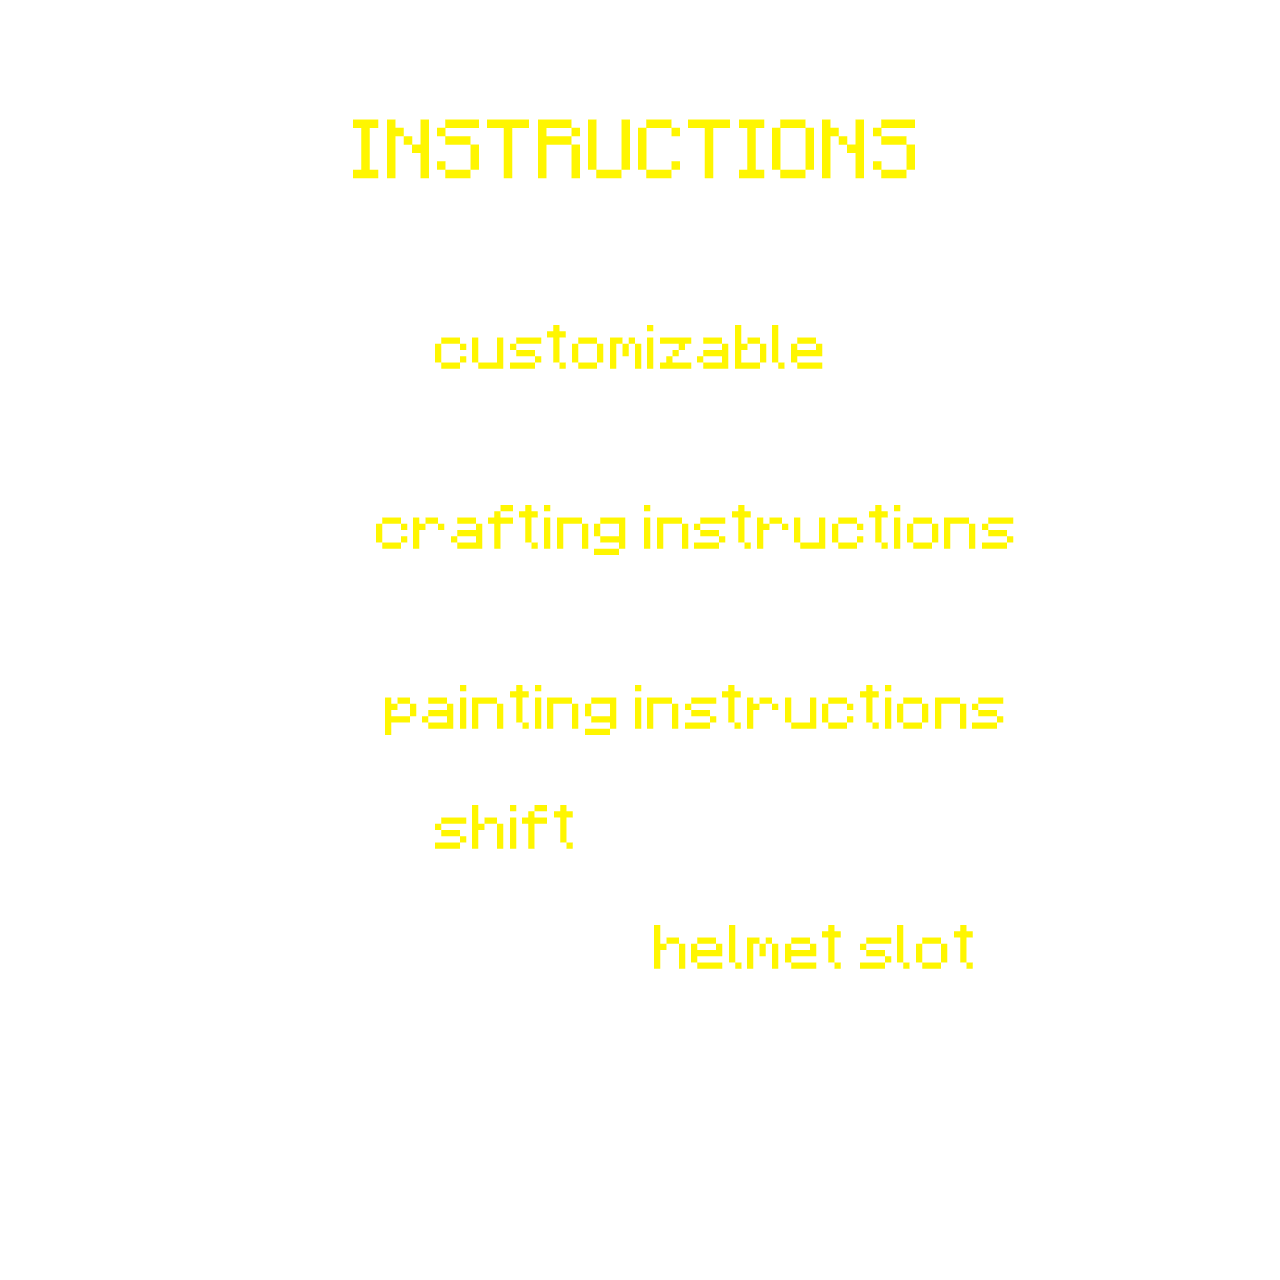 INSTRUCTIONS
customizable
crafting instructions
painting instructions
shift
helmet slot